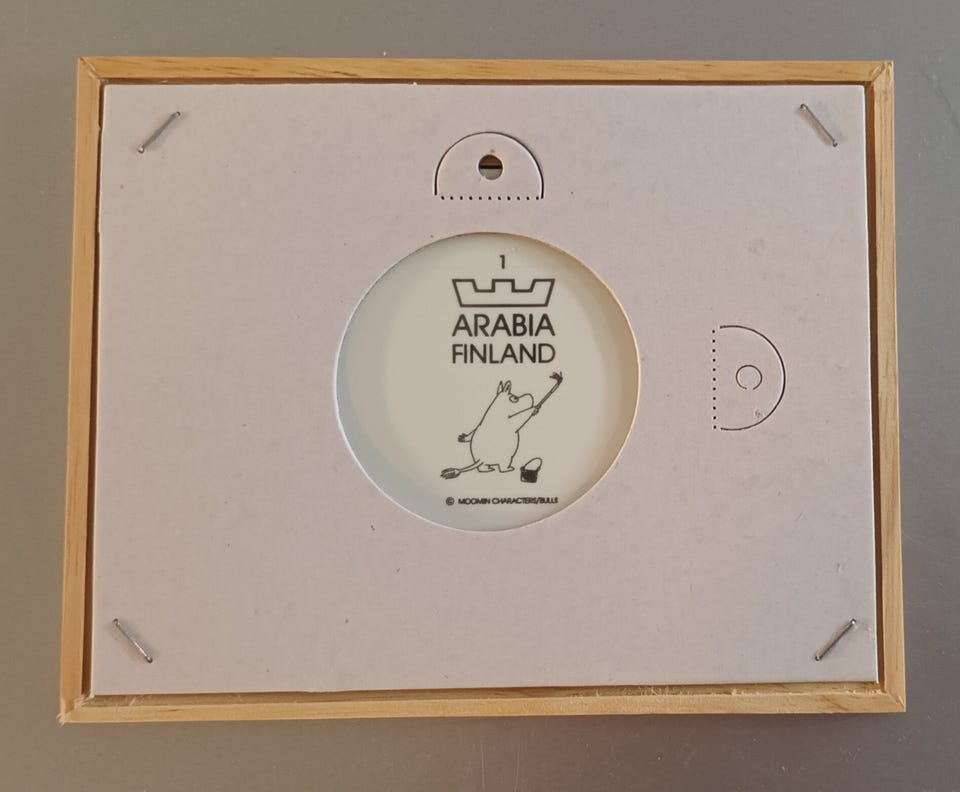 1
ARABIA
FINLAND
© MOOMIN CHARACTERS/BULLS